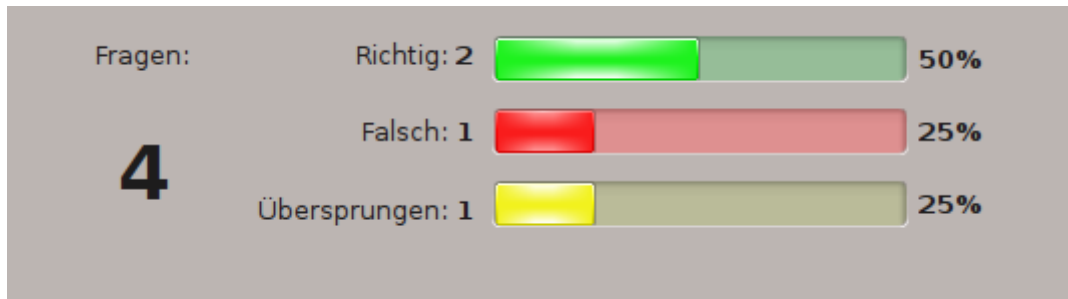 Fragen:
4
Richtig: 2 50%
Falsch: 1 25%
Übersprungen: 1 25%